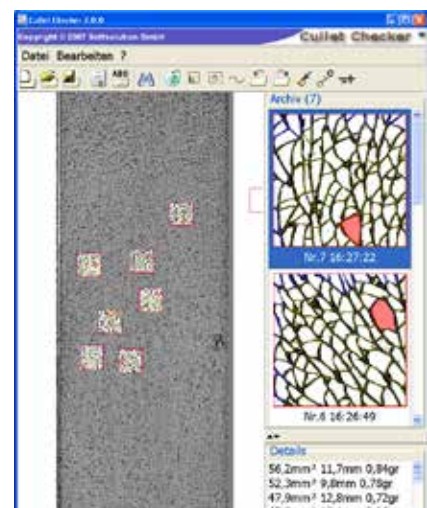 Cullet Checker 2.0.0
Copyright © 2007 Softsolution GmbH
Cullet Checker
Datei Bearbeiten ?
ABC
Archiv (7)
Nr.7 16:27:22
Nr.6 16:26:49
Details
56,2mm² 11,7mm 0,84gr
52,3mm² 9,8mm 0,78gr
47,9mm² 12,8mm 0,72gr